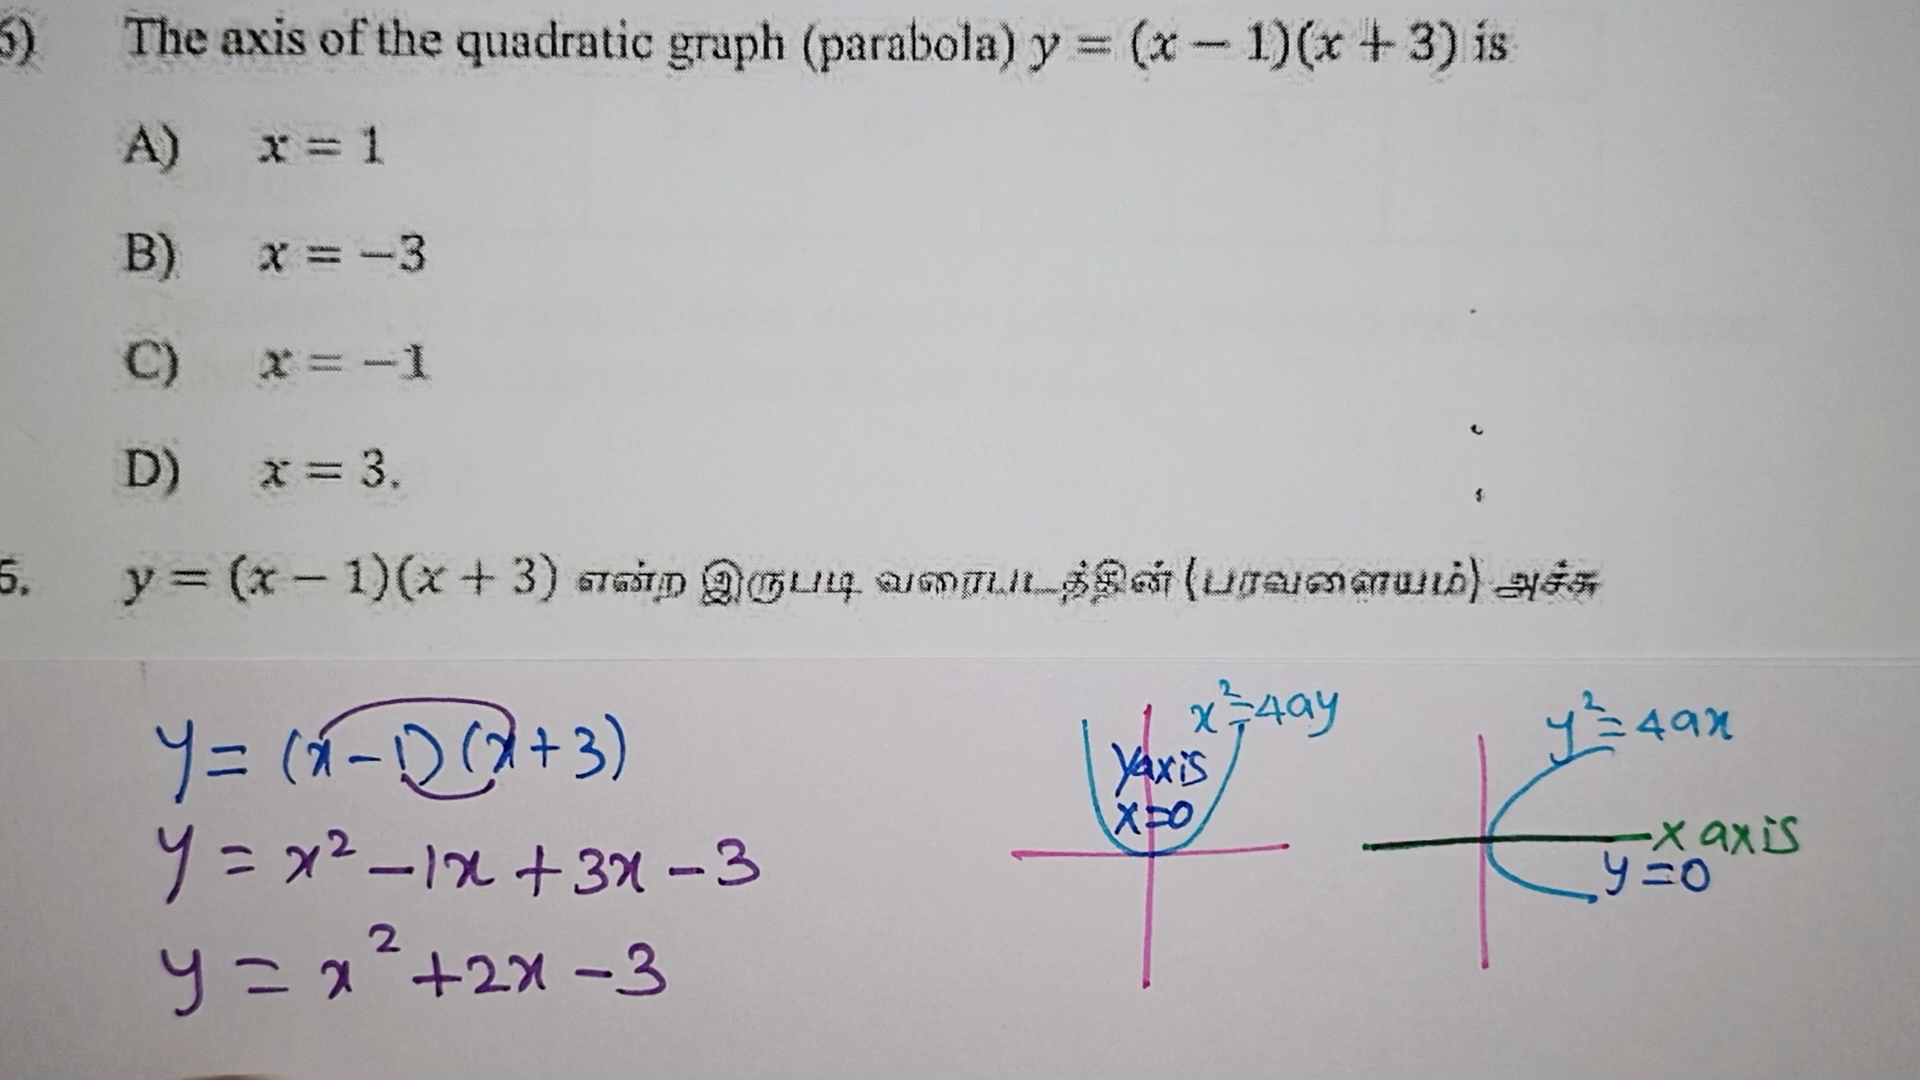 5) The axis of the quadratic graph (parabola) y = (x − 1)(x + 3) is
A) x = 1
B) x = −3
C) x = −1
D) x = 3.
5. y = (x − 1)(x + 3) என்ற இருபடி வரைபடத்தின் (பரவளையம்) அச்சு
y = (x-1)(x+3)
y = x² -1x + 3x - 3
y = x² + 2x - 3
x² = 4ay
y axis
x=0
y² = 4ax
x axis
y=0